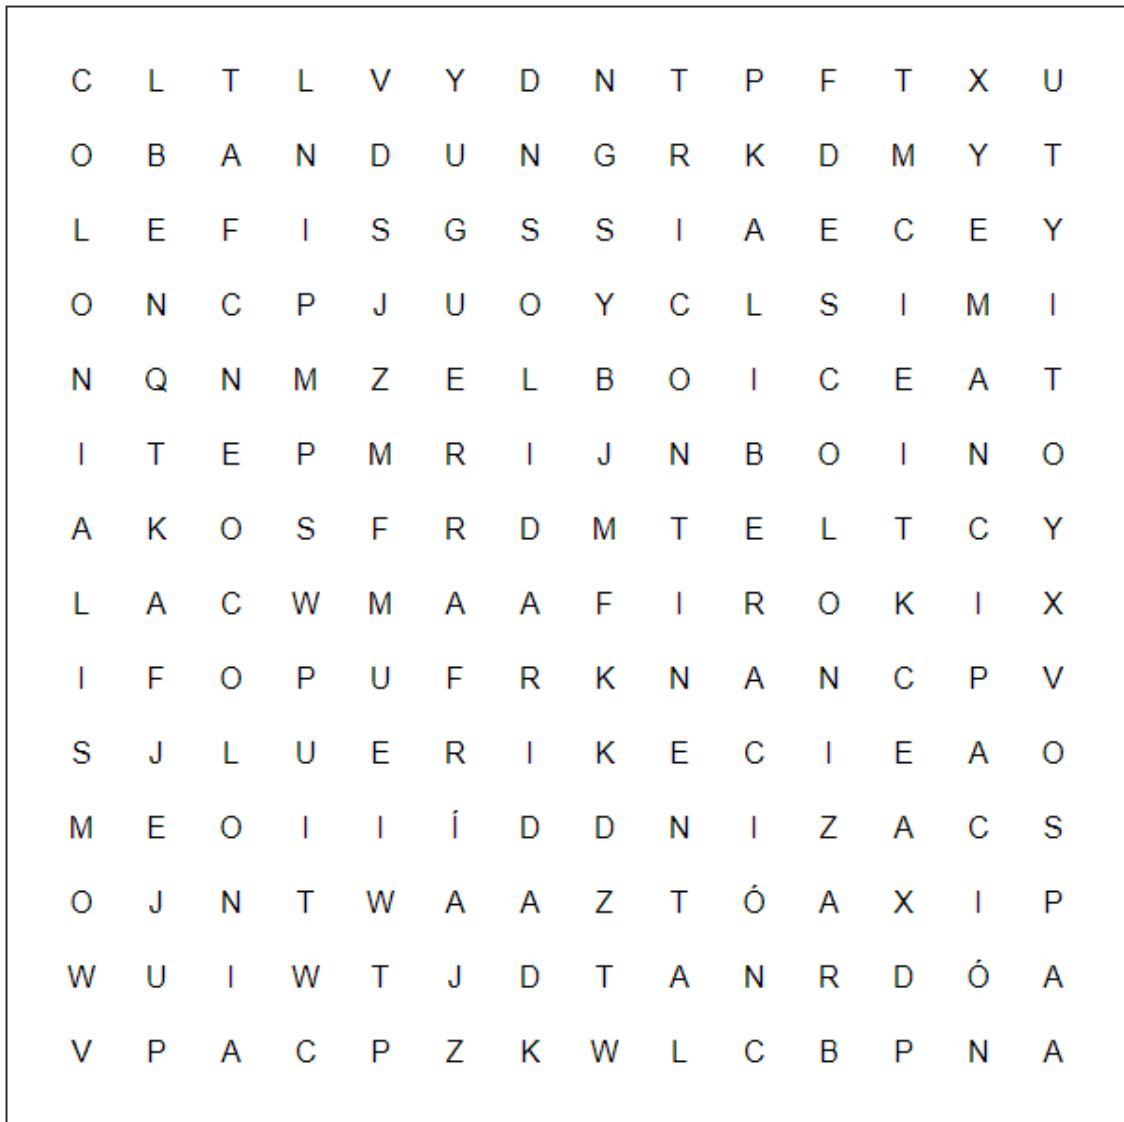 C L T L V Y D N T P F T X U
O B A N D U N G R K D M Y T
L E F I S G S S I A E C E Y
O N C P J U O Y C L S I M I
N Q N M Z E L B O I C E A T
I T E P M R I J N B O I N O
A K O S F R D M T E L T C Y
L A C W M A A F I R O K I X
I F O P U F R K N A N C P V
S J L U E R I K E C I E A O
M E O I I Í D D N I Z A C S
O J N T W A A Z T Ó A X I P
W U I W T J D T A N R D Ó A
V P A C P Z K W L C B P N A